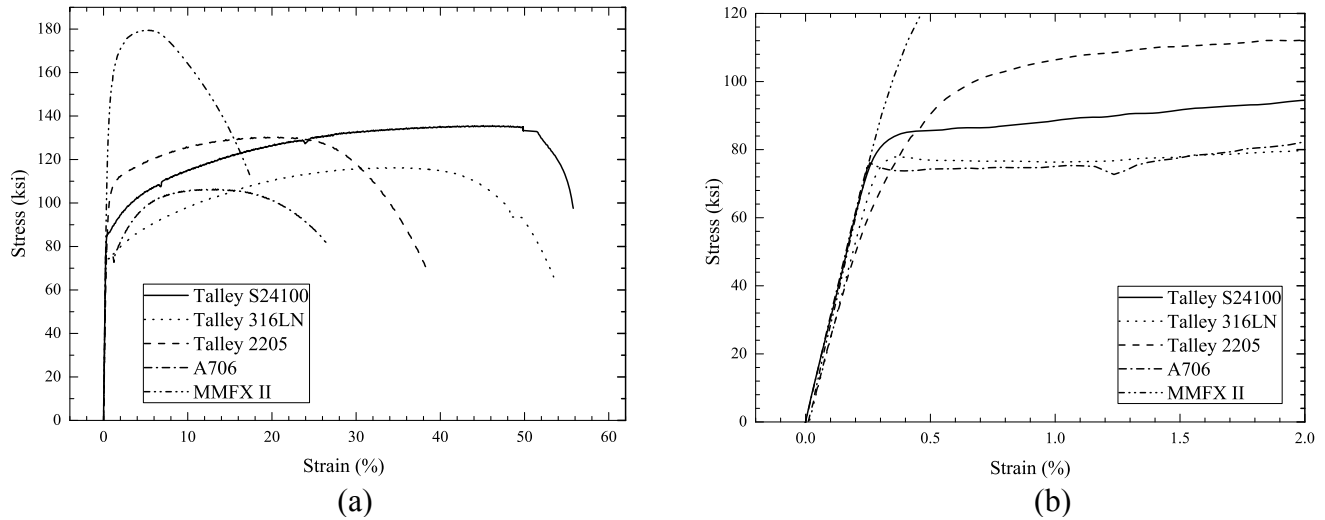 180
160
140
120
100
80
60
40
20
0
Stress (ksi)
Talley S24100
Talley 316LN
Talley 2205
A706
MMFX II
0 10 20 30 40 50 60
Strain (%)
(a)
120
100
80
60
40
20
0
Stress (ksi)
Talley S24100
Talley 316LN
Talley 2205
A706
MMFX II
0.0 0.5 1.0 1.5 2.0
Strain (%)
(b)